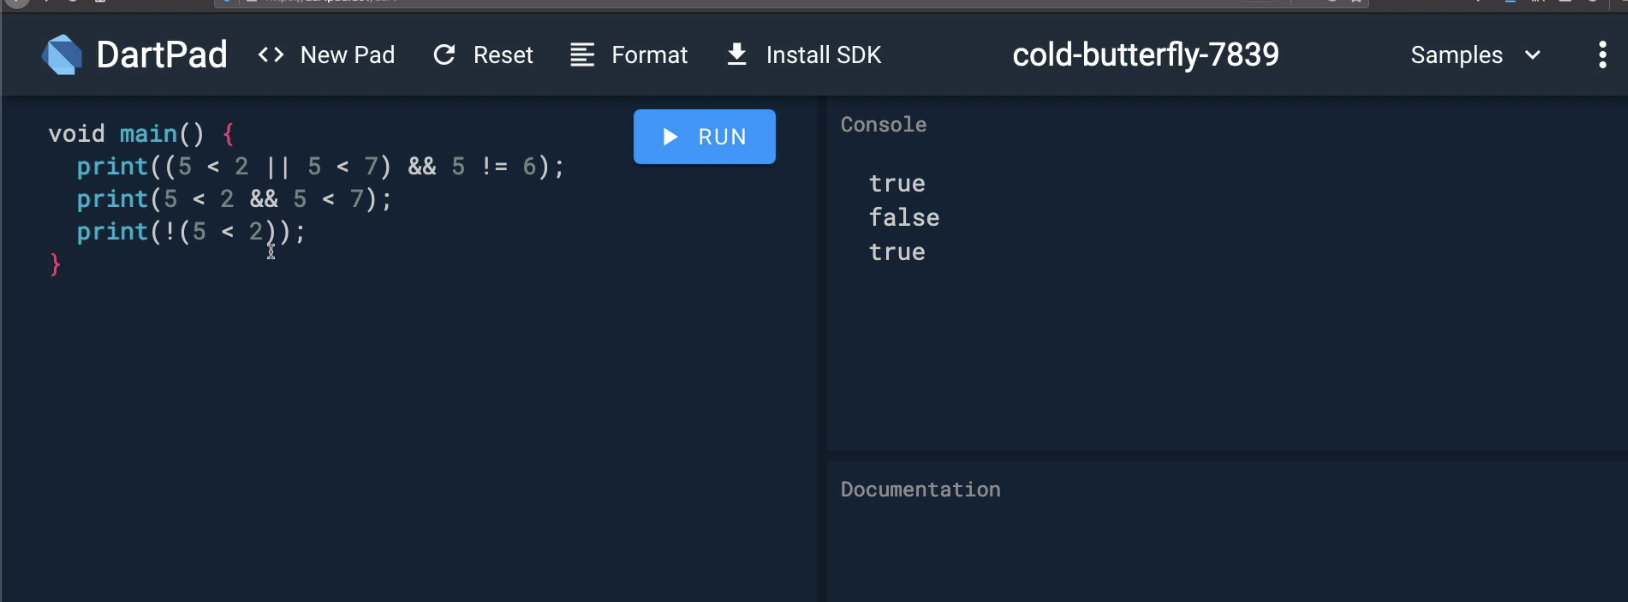 DartPad <> New Pad Reset Format Install SDK cold-butterfly-7839 Samples
void main() {
  print((5 < 2 || 5 < 7) && 5 != 6);
  print(5 < 2 && 5 < 7);
  print(!(5 < 2));
}
RUN
Console
true
false
true
Documentation